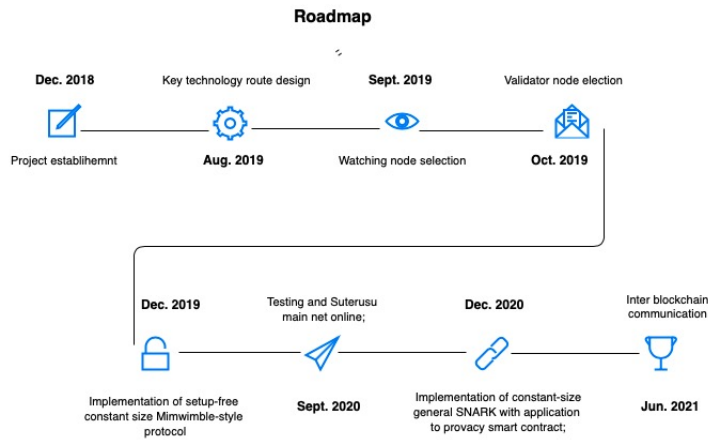 Roadmap
Dec. 2018
Project establihemnt
Key technology route design
Aug. 2019
Sept. 2019
Watching node selection
Validator node election
Oct. 2019
Dec. 2019
Implementation of setup-free
constant size Mimwimble-style
protocol
Testing and Suterusu
main net online;
Sept. 2020
Dec. 2020
Implementation of constant-size
general SNARK with application
to provacy smart contract;
Inter blockchain
communication
Jun. 2021